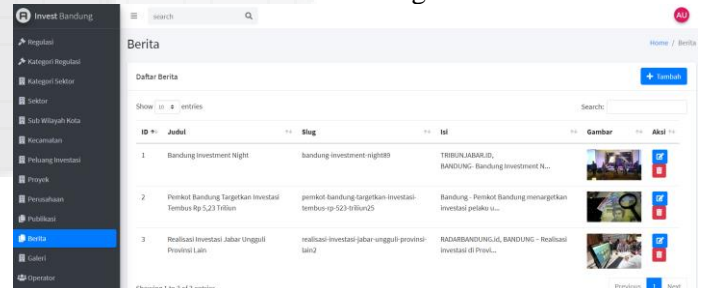 Invest Bandung
search
AU
Regulasi
Kategori Regulasi
Kategori Sektor
Sektor
Sub Wilayah Kota
Kecamatan
Peluang Investasi
Proyek
Perusahaan
Publikasi
Berita
Galeri
Operator
Berita
Home / Berita
Daftar Berita
+ Tambah
Show 10 entries
Search:
ID Judul Slug Isi Gambar Aksi
1 Bandung Investment Night bandung-investment-night89 TRIBUNJABAR.ID,
BANDUNG- Bandung Investment N...
2 Pemkot Bandung Targetkan Investasi pemkot-bandung-targetkan-investasi- Bandung - Pemkot Bandung menargetkan
Tembus Rp 5,23 Triliun tembus-rp-523-triliun25 investasi pelaku u...
3 Realisasi Investasi Jabar Ungguli realisasi-investasi-jabar-ungguli-provinsi- RADARBANDUNG.id, BANDUNG – Realisasi
Provinsi Lain lain2 investasi di Provi...
Showing 1 to 3 of 3 entries
Previous 1 Next